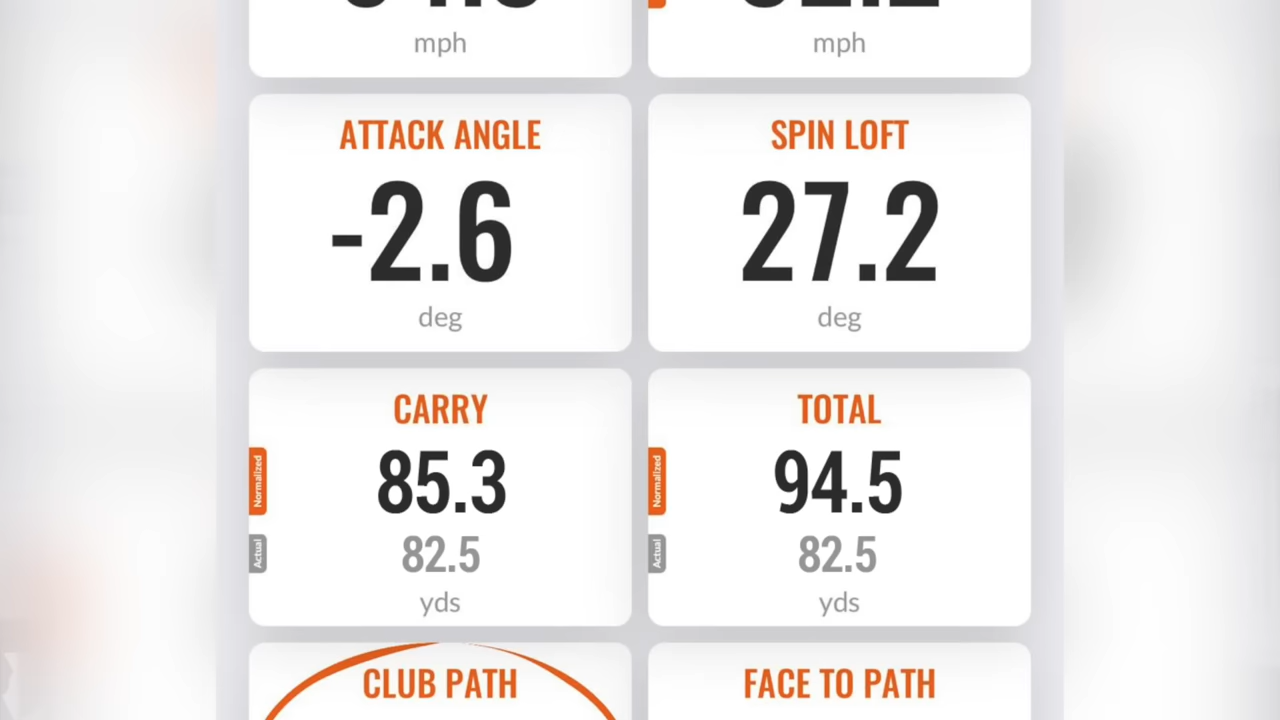 mph
mph
ATTACK ANGLE
SPIN LOFT
-2.6
27.2
deg
deg
CARRY
TOTAL
Normalized
85.3
Normalized
94.5
Actual
82.5
Actual
82.5
yds
yds
CLUB PATH
FACE TO PATH